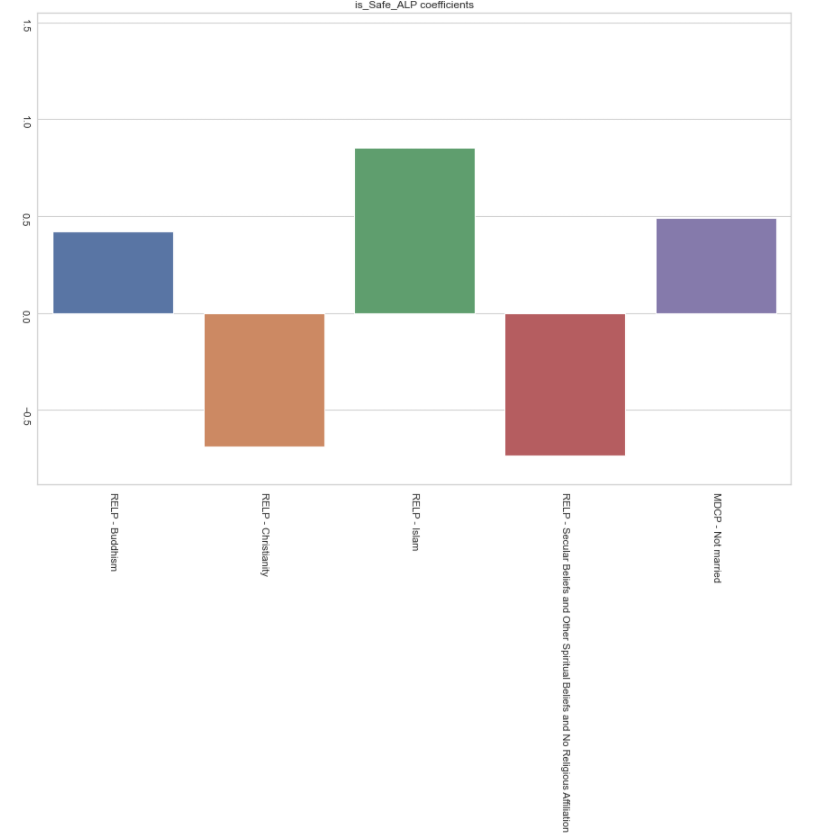 is_Safe_ALP coefficients
1.5
1.0
0.5
0.0
−0.5
RELP - Buddhism
RELP - Christianity
RELP - Islam
RELP - Secular Beliefs and Other Spiritual Beliefs and No Religious Affiliation
MDCP - Not married